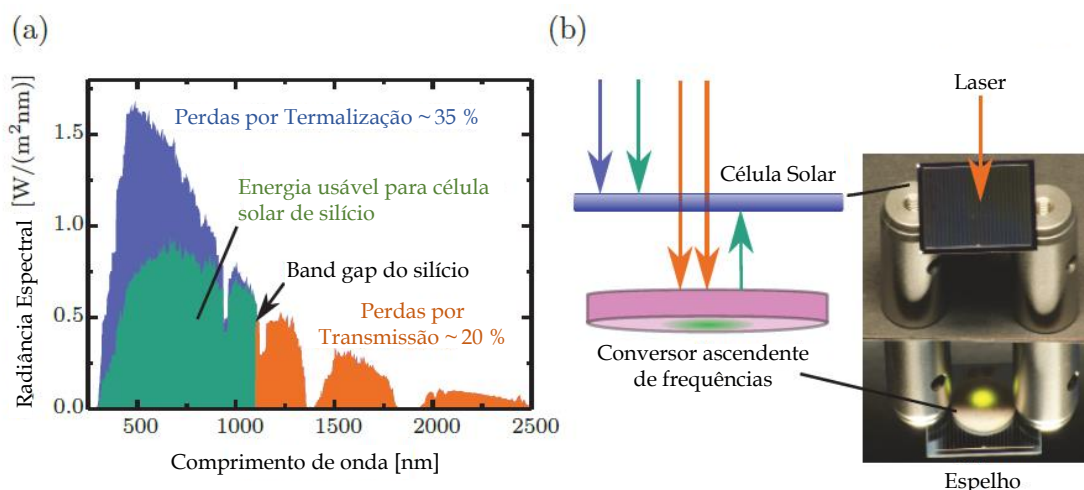 (a)
Radiância Espectral [W/(m²nm)]
1.5
1.0
0.5
0.0
Perdas por Termalização ~ 35 %
Energia usável para célula
solar de silício
Band gap do silício
Perdas por
Transmissão ~ 20 %
500
1000
1500
2000
2500
Comprimento de onda [nm]
(b)
Laser
Célula Solar
Conversor ascendente
de frequências
Espelho